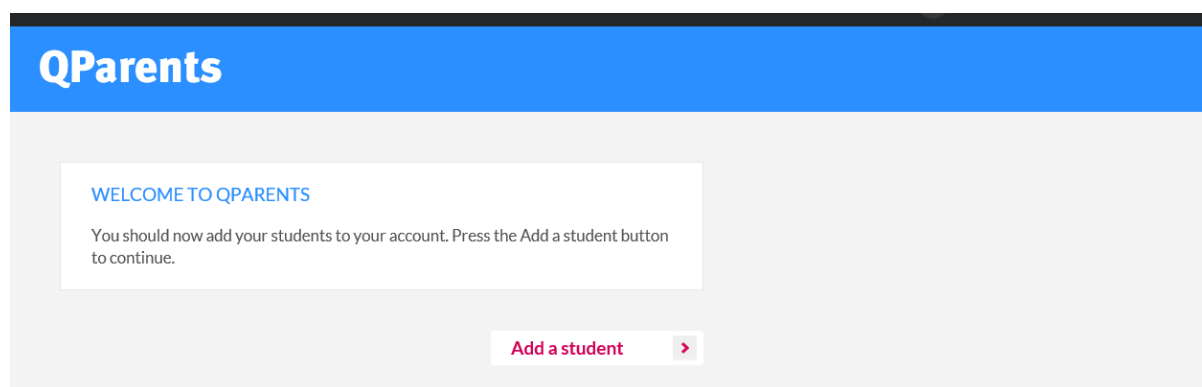 QParents
WELCOME TO QPARENTS
You should now add your students to your account. Press the Add a student button
to continue.
Add a student